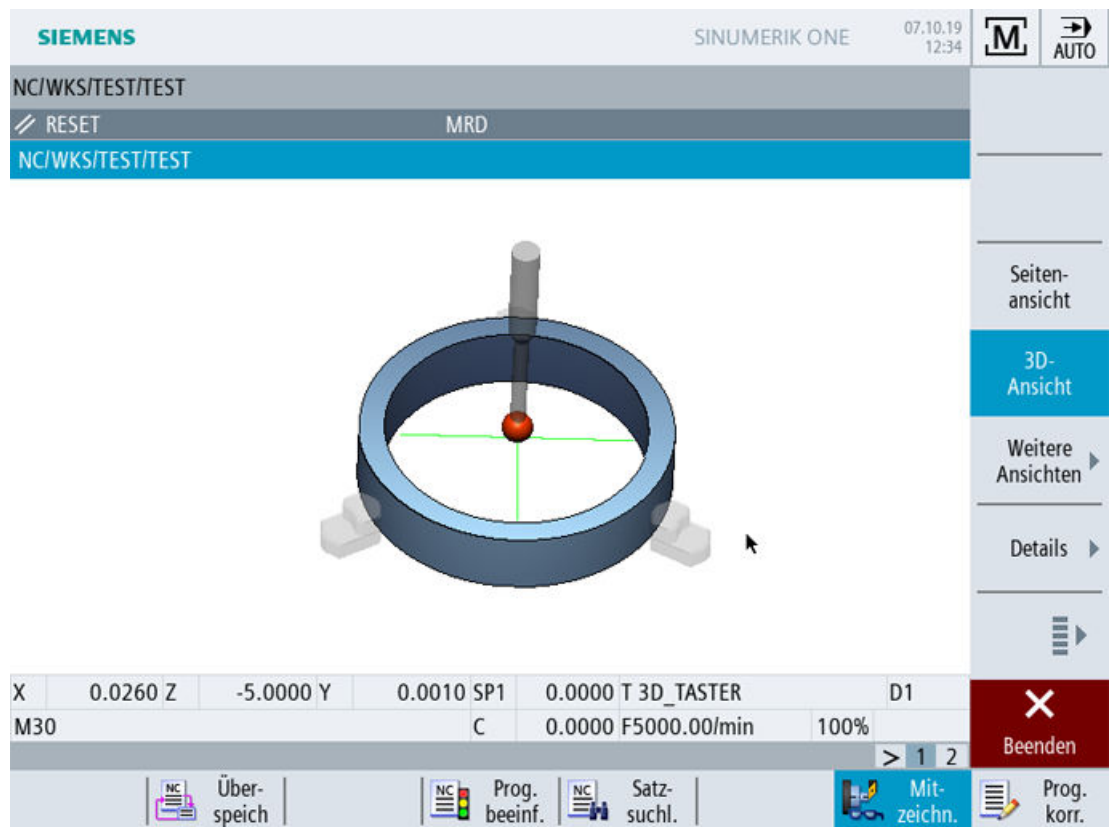 SIEMENS
SINUMERIK ONE
07.10.19
12:34
M
AUTO
NC/WKS/TEST/TEST
RESET
MRD
NC/WKS/TEST/TEST
Seiten-
ansicht
3D-
Ansicht
Weitere
Ansichten
Details
X 0.0260 Z -5.0000 Y 0.0010 SP1 0.0000 T 3D_TASTER D1
M30 C 0.0000 F5000.00/min 100%
> 1 2
Beenden
NC
Über-
speich
NC
Prog.
beeinf.
NC
Satz-
suchl.
Mit-
zeichn.
Prog.
korr.